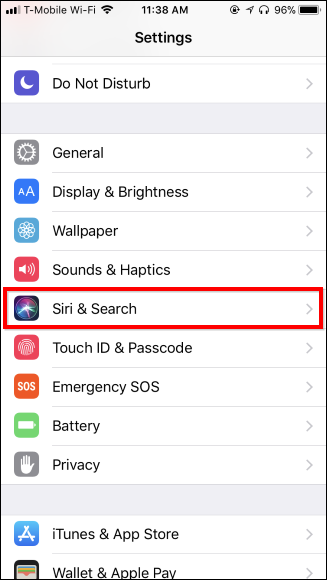 T-Mobile Wi-Fi 11:38 AM 96%
Settings
Do Not Disturb
General
AA Display & Brightness
Wallpaper
Sounds & Haptics
Siri & Search
Touch ID & Passcode
SOS Emergency SOS
Battery
Privacy
iTunes & App Store
Wallet & Apple Pay